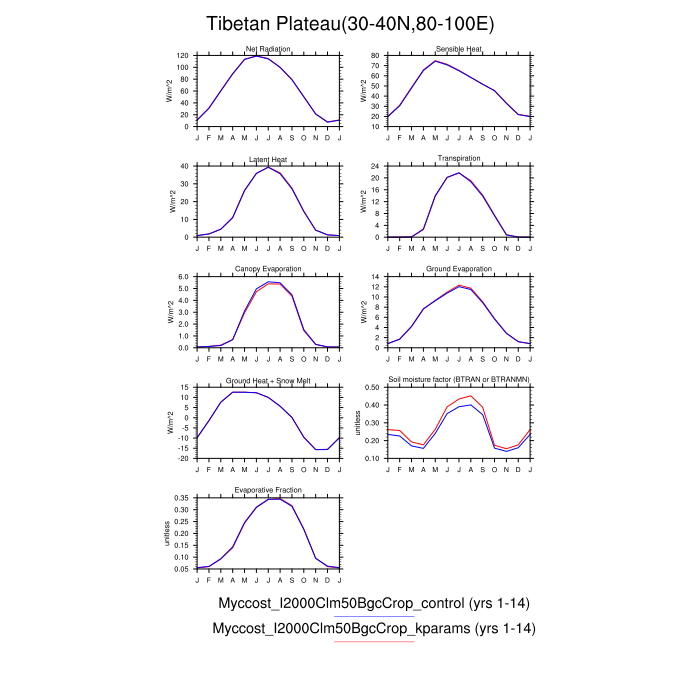 Tibetan Plateau(30-40N,80-100E)
Net Radiation
Sensible Heat
W/m^2
120
100
80
60
40
20
0
J F M A M J J A S O N D J
80
70
60
50
40
30
20
10
J F M A M J J A S O N D J
Latent Heat
Transpiration
W/m^2
40
30
20
10
0
J F M A M J J A S O N D J
W/m^2
24
20
16
12
8
4
0
J F M A M J J A S O N D J
Canopy Evaporation
Ground Evaporation
W/m^2
6.0
5.0
4.0
3.0
2.0
1.0
0.0
J F M A M J J A S O N D J
W/m^2
14
12
10
8
6
4
2
0
J F M A M J J A S O N D J
Ground Heat + Snow Melt
Soil moisture factor (BTRAN or BTRANMN)
W/m^2
15
10
5
0
-5
-10
-15
-20
J F M A M J J A S O N D J
unitless
0.50
0.40
0.30
0.20
0.10
J F M A M J J A S O N D J
Evaporative Fraction
unitless
0.35
0.30
0.25
0.20
0.15
0.10
0.05
J F M A M J J A S O N D J
Myccost_I2000Clm50BgcCrop_control (yrs 1-14)
Myccost_I2000Clm50BgcCrop_kparams (yrs 1-14)